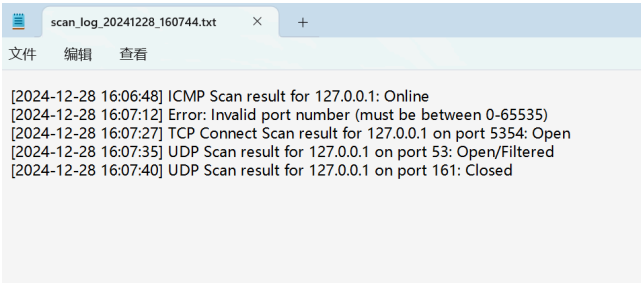 scan_log_20241228_160744.txt
文件 编辑 查看
[2024-12-28 16:06:48] ICMP Scan result for 127.0.0.1: Online
[2024-12-28 16:07:12] Error: Invalid port number (must be between 0-65535)
[2024-12-28 16:07:27] TCP Connect Scan result for 127.0.0.1 on port 5354: Open
[2024-12-28 16:07:35] UDP Scan result for 127.0.0.1 on port 53: Open/Filtered
[2024-12-28 16:07:40] UDP Scan result for 127.0.0.1 on port 161: Closed